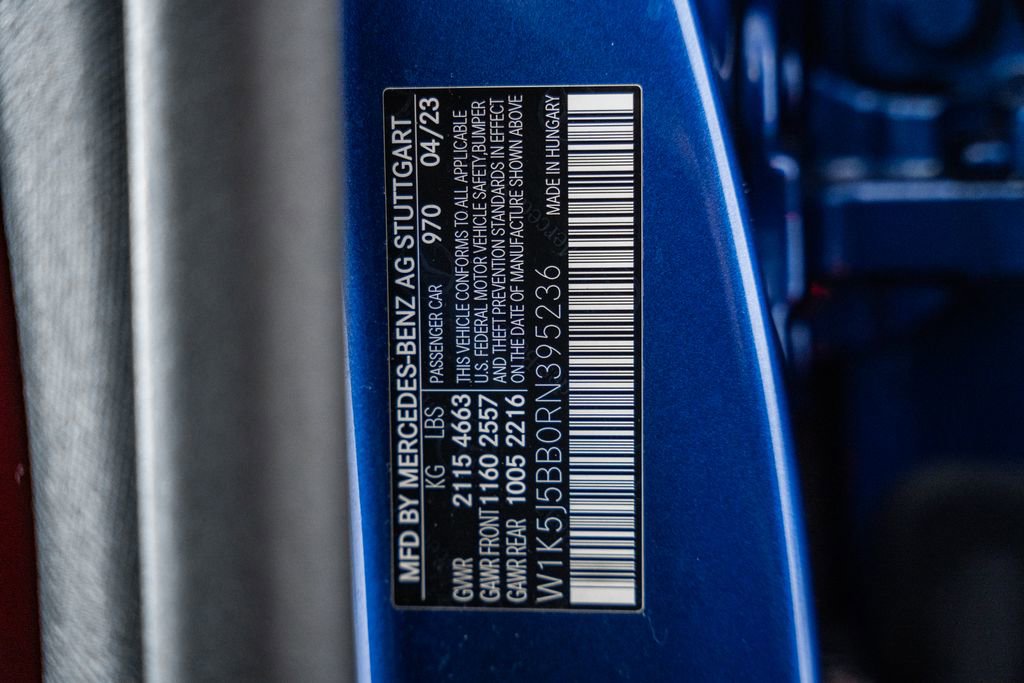 MFD BY MERCEDES-BENZ AG STUTTGART
KG LBS PASSENGER CAR 970 04/23
GVWR 2115 4663 THIS VEHICLE CONFORMS TO ALL APPLICABLE
GAWR FRONT 1160 2557 U.S. FEDERAL MOTOR VEHICLE SAFETY,BUMPER
GAWR REAR 1005 2216 AND THEFT PREVENTION STANDARDS IN EFFECT
ON THE DATE OF MANUFACTURE SHOWN ABOVE
W1K5J5BB0RN395236 MADE IN HUNGARY